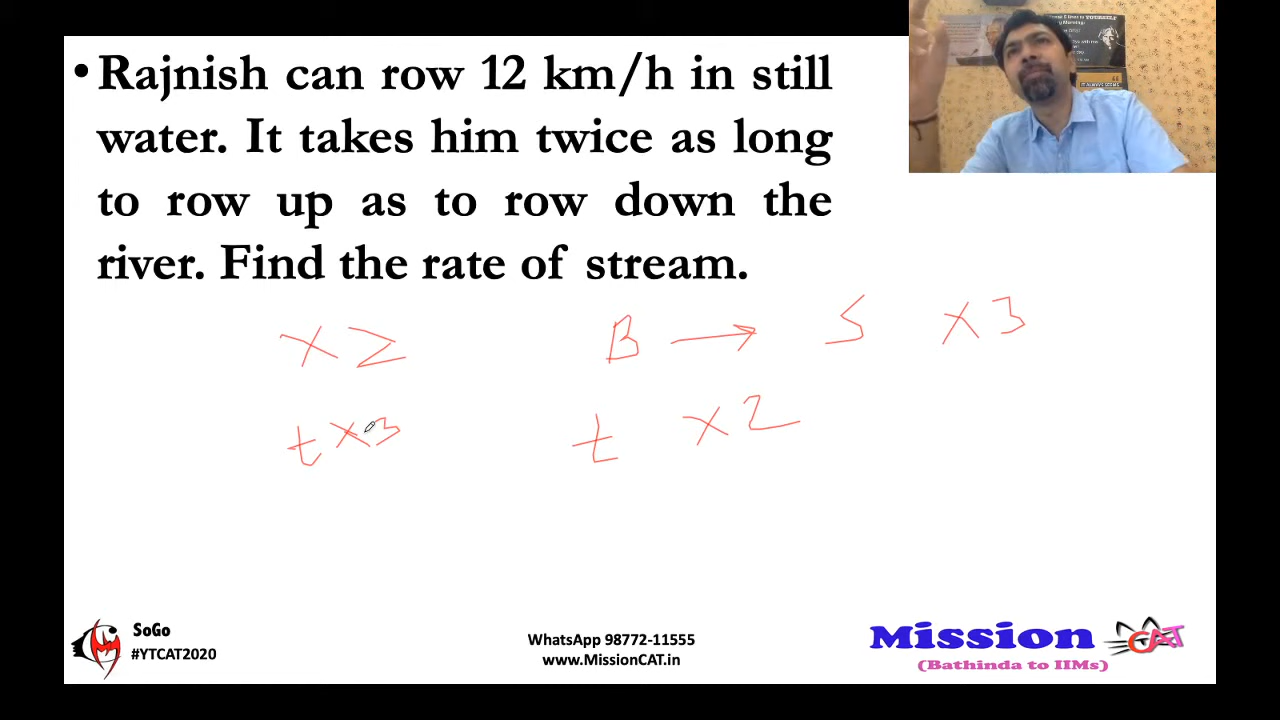 • Rajnish can row 12 km/h in still
water. It takes him twice as long
to row up as to row down the
river. Find the rate of stream.
x 2 B → S x 3
t x 3 t x 2
SoGo
#YTCAT2020
WhatsApp 98772-11555
www.MissionCAT.in
Mission CAT
(Bathinda to IIMs)